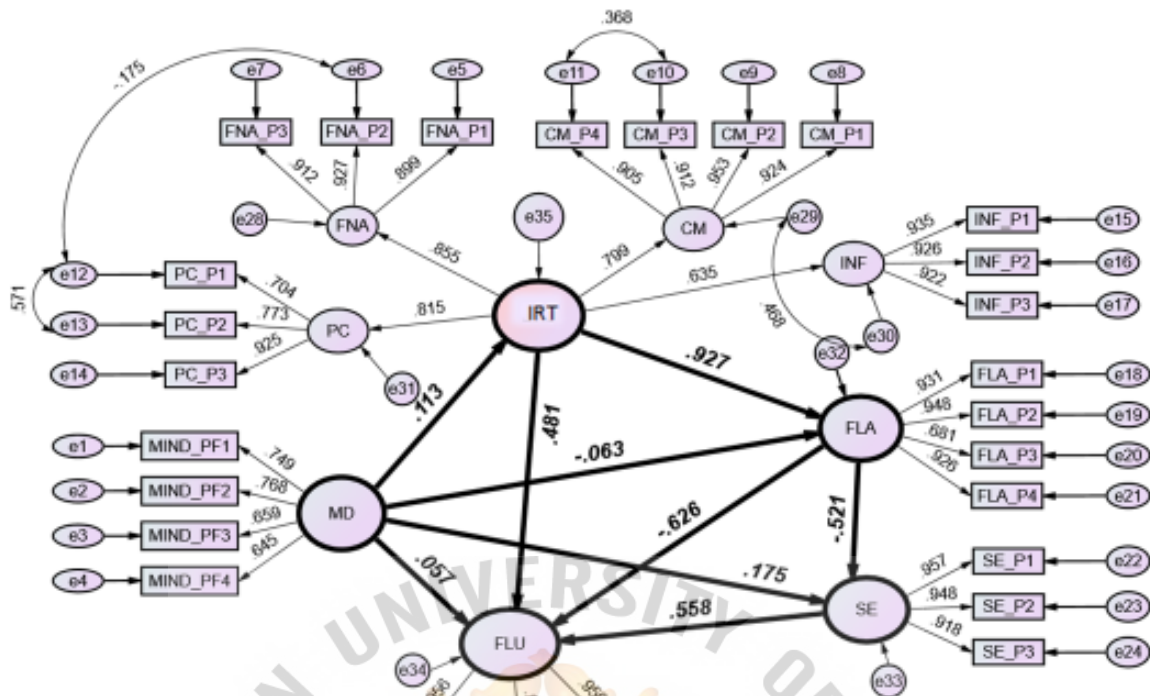 .368
-.175
e7 e6 e5 e11 e10 e9 e8
FNA_P3 FNA_P2 FNA_P1 CM_P4 CM_P3 CM_P2 CM_P1
.912 .927 .899 .905 .912 .953 .924
e28 FNA e35 CM e29
.855 .799
INF_P1 e15
.935
INF_P2 e16
.926
INF .922
INF_P3 e17
.635
e12 PC_P1 .704
.571
e13 PC_P2 .773
PC .815 IRT
e14 PC_P3 .925
e31 .468 e32 e30
.927
.113 .481
FLA_P1 e18
.931
FLA_P2 e19
.948
FLA .681
FLA_P3 e20
.926
FLA_P4 e21
e1 MIND_PF1 .749
-.063
e2 MIND_PF2 .768
MD
e3 MIND_PF3 .659
e4 MIND_PF4 .645
-.626 -.521
.057 .175
.558
SE_P1 e22
.957
SE_P2 e23
.948
SE .918
SE_P3 e24
FLU
e34 e33
UNIVERSITY